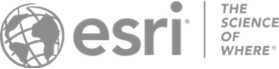 esri®
THE
SCIENCE
OF
WHERE®